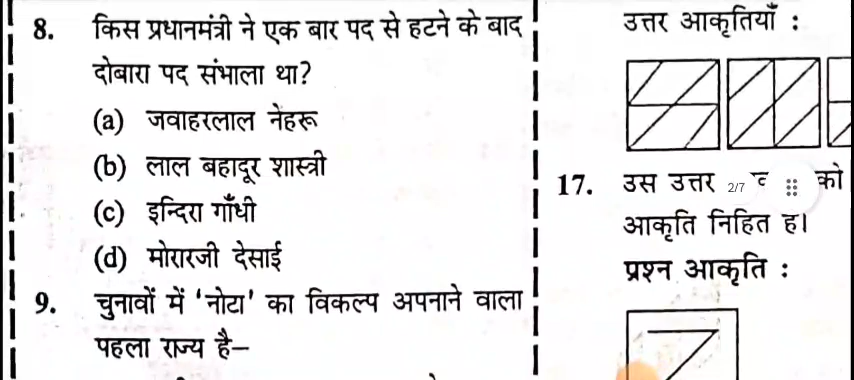 8. किस प्रधानमंत्री ने एक बार पद से हटने के बाद
दोबारा पद संभाला था?
(a) जवाहरलाल नेहरू
(b) लाल बहादूर शास्त्री
(c) इन्दिरा गाँधी
(d) मोरारजी देसाई
9. चुनावों में 'नोटा' का विकल्प अपनाने वाला
पहला राज्य है–
उत्तर आकृतियाँ :
17. उस उत्तर 2/7 को
आकृति निहित ह।
प्रश्न आकृति :